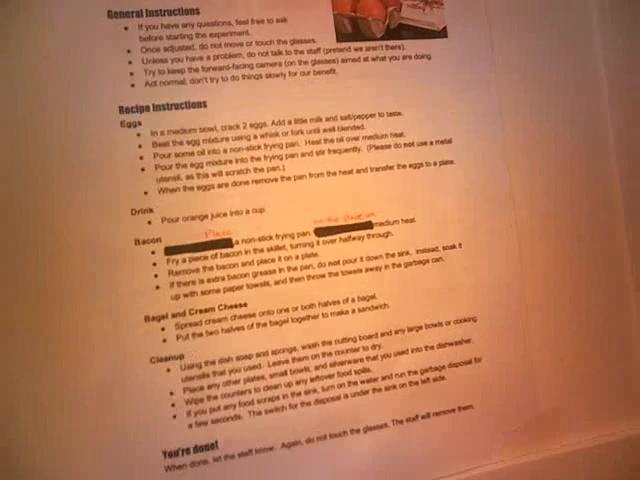 General Instructions
• If you have any questions, feel free to ask
before starting the experiment.
• Once adjusted, do not move or touch the glasses.
• Unless you have a problem, do not talk to the staff (pretend we aren't there).
• Try to keep the forward-facing camera (on the glasses) aimed at what you are doing.
• Act normal; don't try to do things slowly for our benefit.
Recipe Instructions
Eggs
• In a medium bowl, crack 2 eggs. Add a little milk and salt/pepper to taste.
• Beat the egg mixture using a whisk or fork until well blended.
• Pour some oil into a non-stick frying pan. Heat the oil over medium heat.
• Pour the egg mixture into the frying pan and stir frequently. (Please do not use a metal
utensil, as this will scratch the pan.)
• When the eggs are done remove the pan from the heat and transfer the eggs to a plate.
Drink
• Pour orange juice into a cup.
Bacon
• Place a non-stick frying pan. on the stove on medium heat.
• Fry a piece of bacon in the skillet, turning it over halfway through.
• Remove the bacon and place it on a plate.
• If there is extra bacon grease in the pan, do not pour it down the sink, instead, soak it
up with some paper towels, and then throw the towels away in the garbage can.
Bagel and Cream Cheese
• Spread cream cheese onto one or both halves of a bagel.
• Put the two halves of the bagel together to make a sandwich.
Cleanup
• Using the dish soap and sponge, wash the cutting board and any large bowls or cooking
utensils that you used. Leave them on the counter to dry.
• Place any other plates, small bowls, and silverware that you used into the dishwasher.
• Wipe the counters to clean up any leftover food spills.
• If you put any food scraps in the sink, turn on the water and run the garbage disposal for
a few seconds. The switch for the disposal is under the sink on the left side.
You're done!
When done, let the staff know. Again, do not touch the glasses. The staff will remove them.